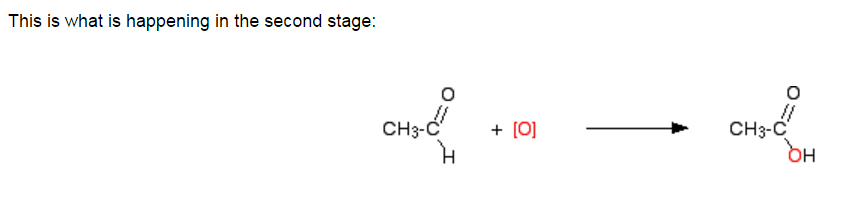 This is what is happening in the second stage:
O O
CH3-C + [O] CH3-C
H OH